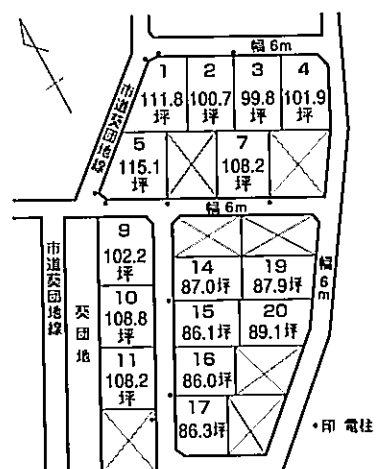 幅6m
1
111.8
坪
2
100.7
坪
3
99.8
坪
4
101.9
坪
市道葵団地線
5
115.1
坪
7
108.2
坪
幅6m
9
102.2
坪
10
108.8
坪
11
108.2
坪
市道葵団地線
葵団地
14
87.0坪
19
87.9坪
15
86.1坪
20
89.1坪
16
86.0坪
17
86.3坪
幅6m
•印 電柱